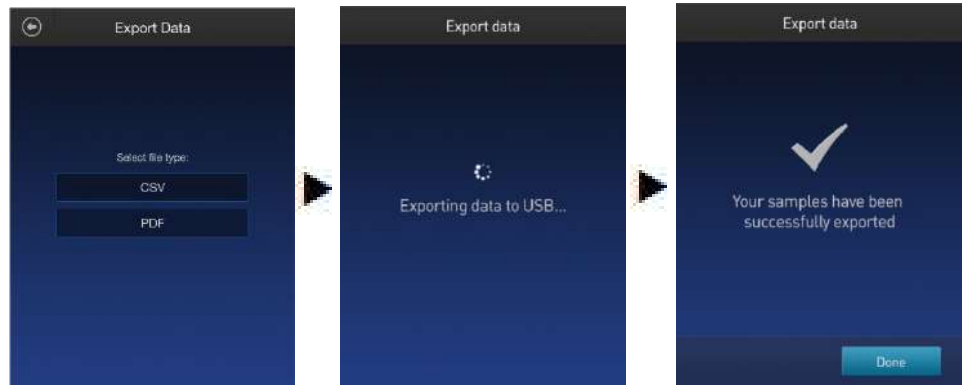 Export Data
Select file type:
CSV
PDF
Export data
Exporting data to USB...
Export data
Your samples have been
successfully exported
Done